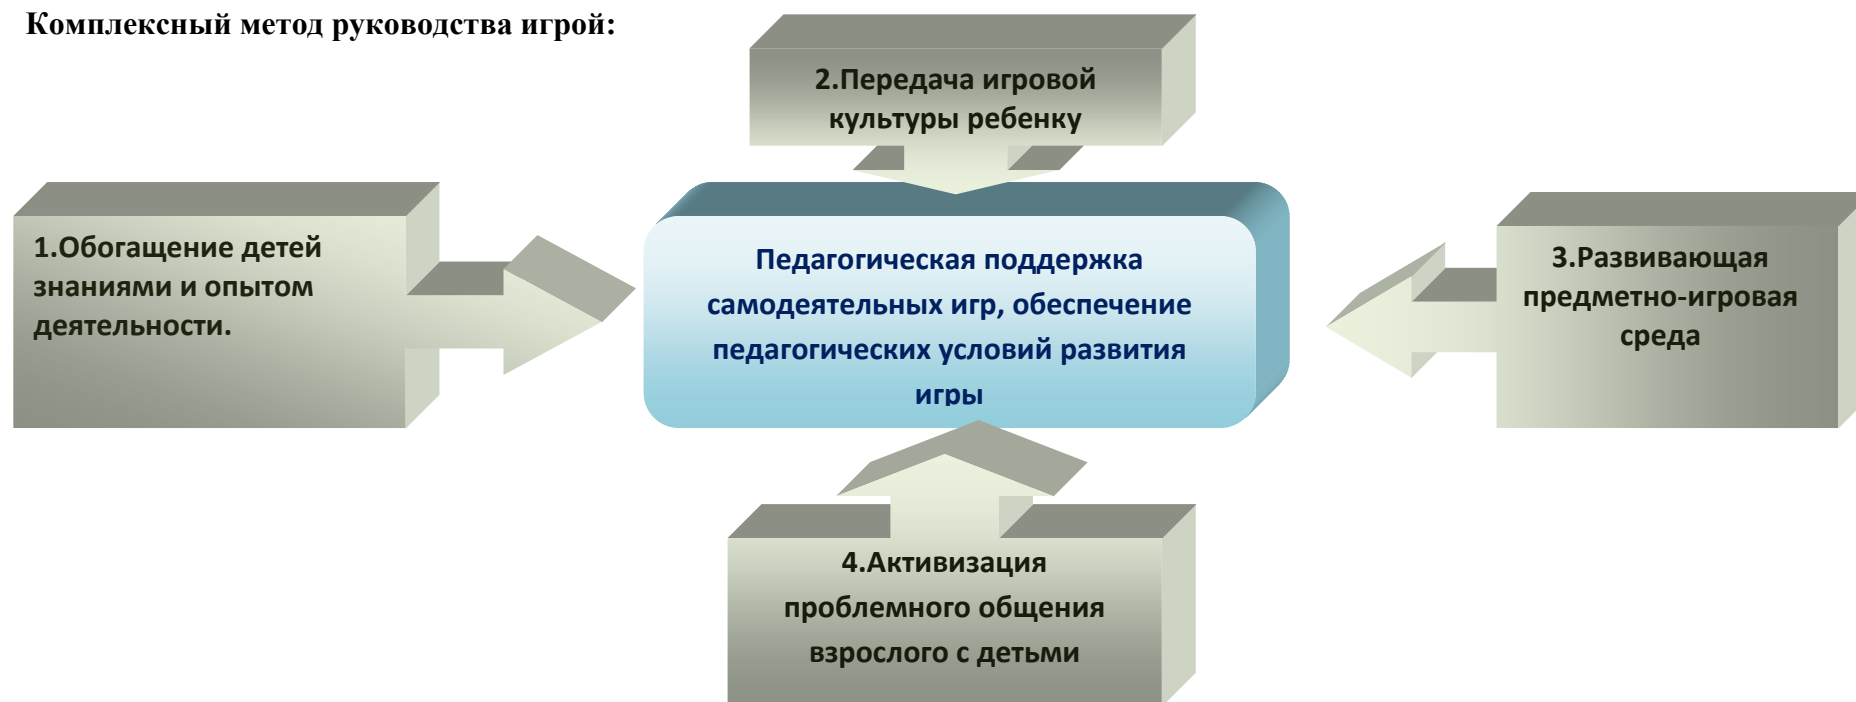 Комплексный метод руководства игрой:
2.Передача игровой
культуры ребенку
1.Обогащение детей
знаниями и опытом
деятельности.
Педагогическая поддержка
самодеятельных игр, обеспечение
педагогических условий развития
игры
3.Развивающая
предметно-игровая
среда
4.Активизация
проблемного общения
взрослого с детьми